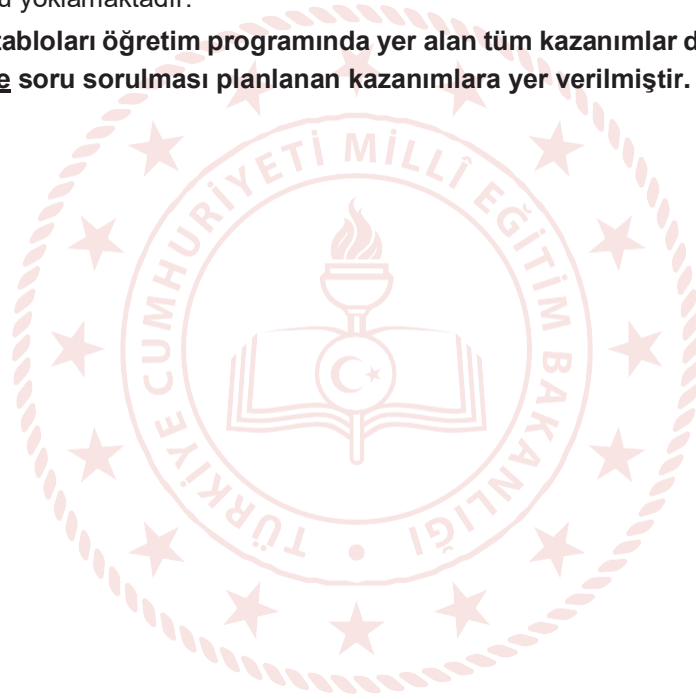 u yoklamaktadır.
tabloları öğretim programında yer alan tüm kazanımlar d
e soru sorulması planlanan kazanımlara yer verilmiştir.
TÜRKİYE CUMHURİYETİ MİLLÎ EĞİTİM BAKANLIĞI